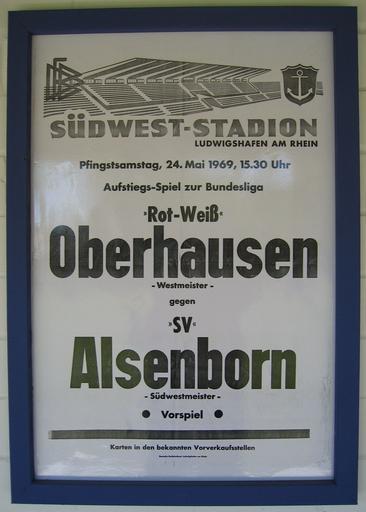 SÜDWEST-STADION
LUDWIGSHAFEN AM RHEIN
Pfingstsamstag, 24. Mai 1969, 15.30 Uhr
Aufstiegs-Spiel zur Bundesliga
»Rot-Weiß«
Oberhausen
- Westmeister -
gegen
»SV«
Alsenborn
- Südwestmeister -
● Vorspiel ●
Karten in den bekannten Vorverkaufsstellen